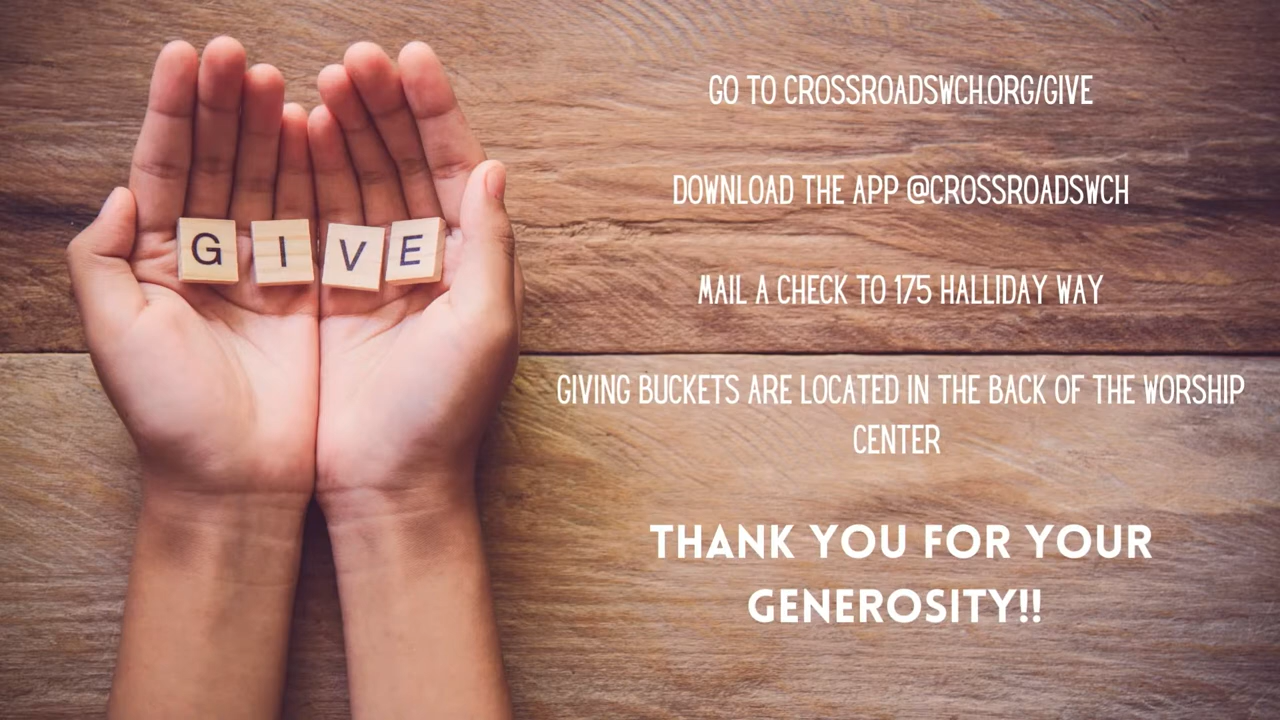 GIVE
GO TO CROSSROADSWCH.ORG/GIVE
DOWNLOAD THE APP @CROSSROADSWCH
MAIL A CHECK TO 175 HALLIDAY WAY
GIVING BUCKETS ARE LOCATED IN THE BACK OF THE WORSHIP
CENTER
THANK YOU FOR YOUR
GENEROSITY!!